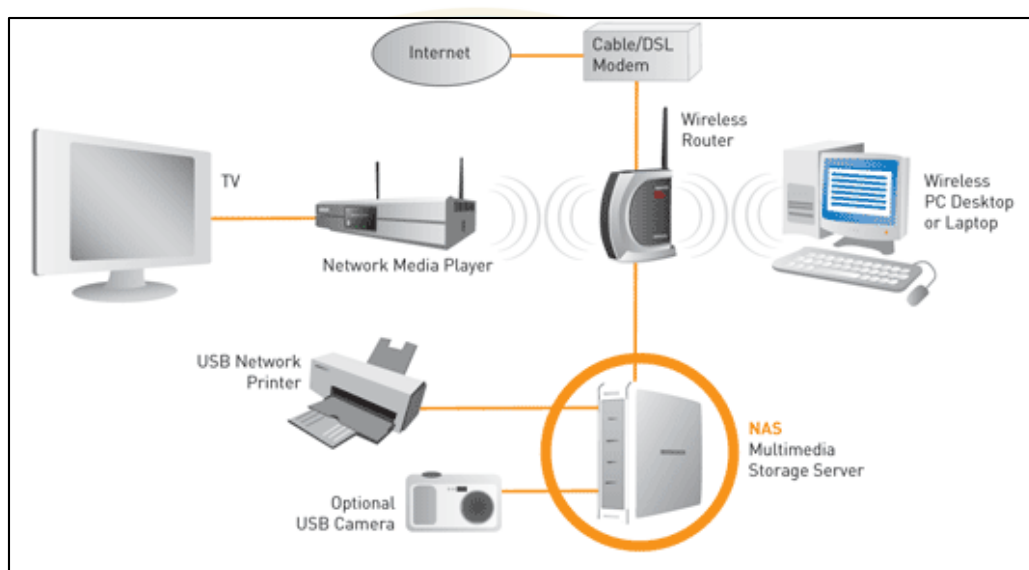 Internet
Cable/DSL
Modem
Wireless
Router
TV
Network Media Player
Wireless
PC Desktop
or Laptop
USB Network
Printer
NAS
Multimedia
Storage Server
Optional
USB Camera